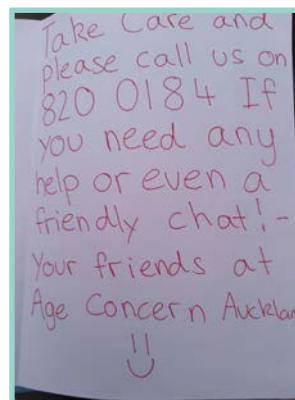 Take Care and
please call us on
820 0184 If
you need any
help or even a
friendly chat! -
Your friends at
Age Concern Aucklan